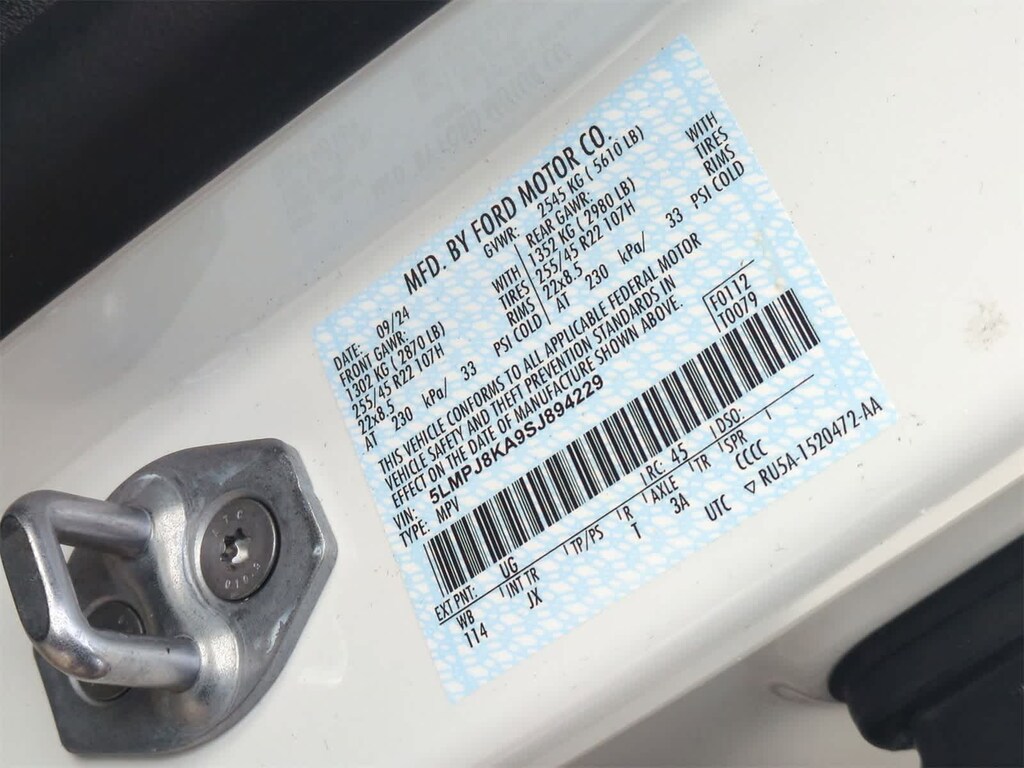 MFD. BY FORD MOTOR CO.
DATE: 09/24 GVWR: 2545 KG ( 5610 LB)
FRONT GAWR: REAR GAWR:
1302 KG ( 2870 LB) WITH 1352 KG ( 2980 LB) WITH
255/45 R22 107H TIRES 255/45 R22 107H TIRES
22x8.5 RIMS 22x8.5 RIMS
AT 230 kPa/ 33 PSI COLD AT 230 kPa/ 33 PSI COLD
THIS VEHICLE CONFORMS TO ALL APPLICABLE FEDERAL MOTOR
VEHICLE SAFETY AND THEFT PREVENTION STANDARDS IN
EFFECT ON THE DATE OF MANUFACTURE SHOWN ABOVE.
VIN: 5LMPJ8KA9SJ894229 F0112
TYPE: MPV T0079
EXT PNT: UG RC: 45 DSO:
WB INT TR TP/PS R AXLE TR SPR
114 JX T 3A CCCC
UTC ▽ RU5A-1520472-AA